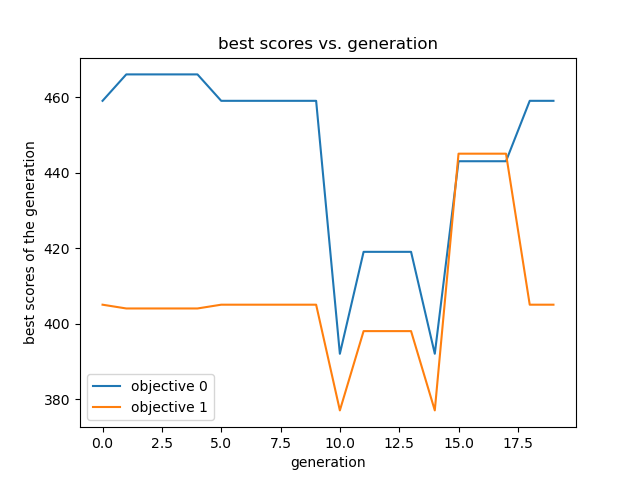 best scores vs. generation
best scores of the generation
460
440
420
400
380
objective 0
objective 1
0.0 2.5 5.0 7.5 10.0 12.5 15.0 17.5
generation